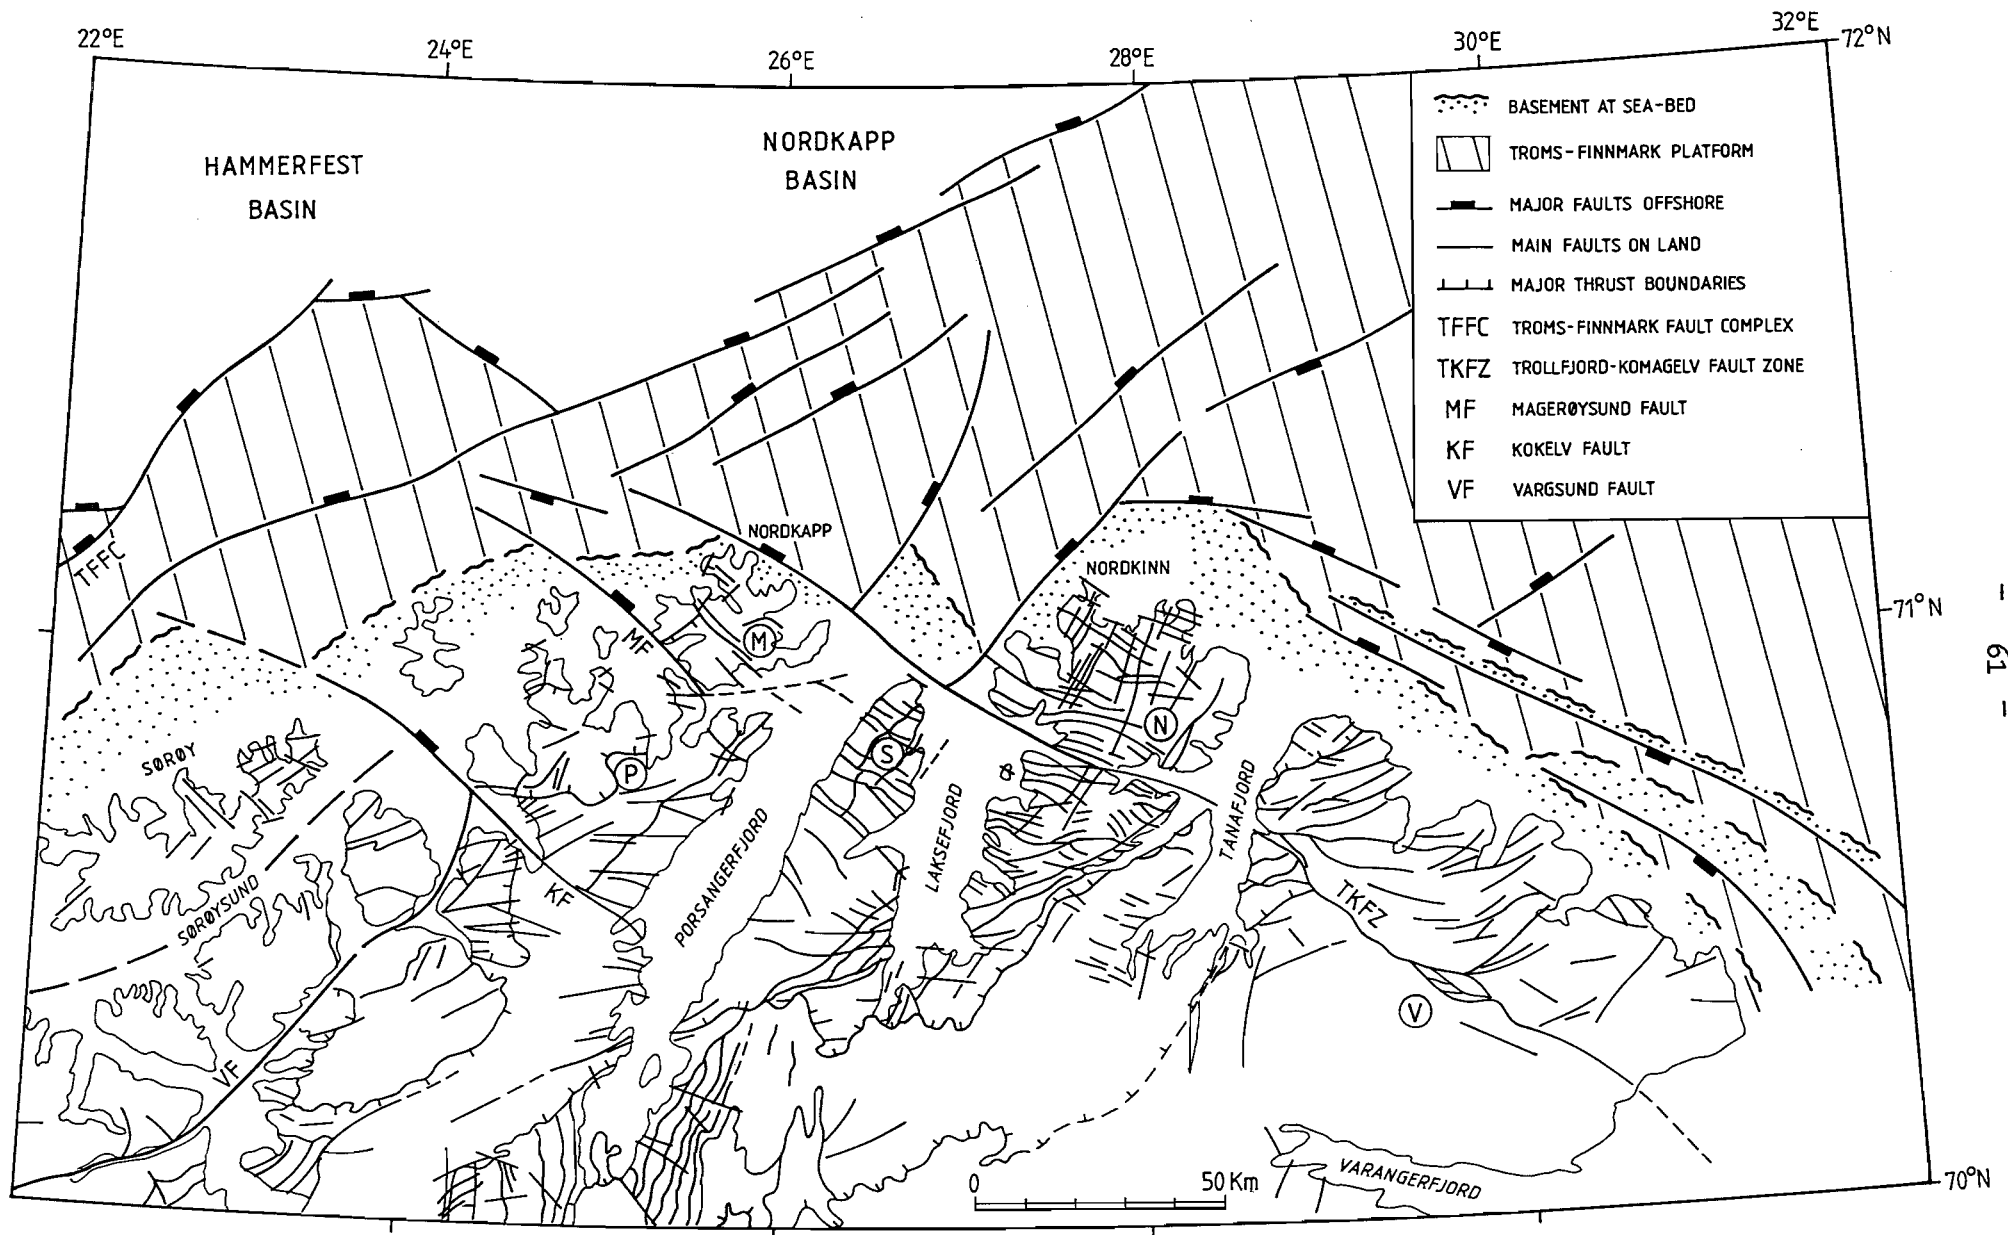 22°E
24°E
26°E
28°E
30°E
32°E
72°N
HAMMERFEST
BASIN
NORDKAPP
BASIN
BASEMENT AT SEA-BED
TROMS-FINNMARK PLATFORM
MAJOR FAULTS OFFSHORE
MAIN FAULTS ON LAND
MAJOR THRUST BOUNDARIES
TFFC TROMS-FINNMARK FAULT COMPLEX
TKFZ TROLLFJORD-KOMAGELV FAULT ZONE
MF MAGERØYSUND FAULT
KF KOKELV FAULT
VF VARGSUND FAULT
NORDKAPP
TFFC
NORDKINN
71°N
- 61 -
MF
M
N
S
P
SØRØY
LAKSEFJORD
TANAFJORD
PORSANGERFJORD
KF
SØRØYSUND
TKFZ
V
VF
VARANGERFJORD
0 50 Km
70°N